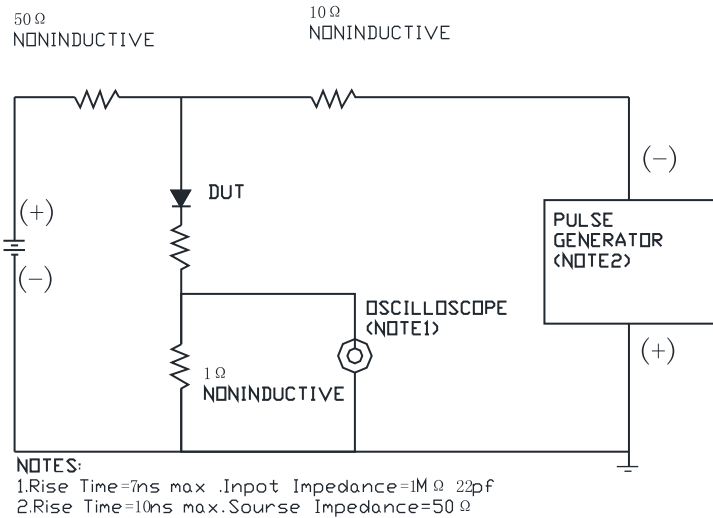 50 Ω
NONINDUCTIVE
10 Ω
NONINDUCTIVE
(−)
DUT
(+)
PULSE
GENERATOR
(NOTE2)
(−)
OSCILLOSCOPE
(NOTE1)
(+)
1 Ω
NONINDUCTIVE
NOTES:
1.Rise Time=7ns max .Inpot Impedance=1M Ω 22pf
2.Rise Time=10ns max.Sourse Impedance=50 Ω